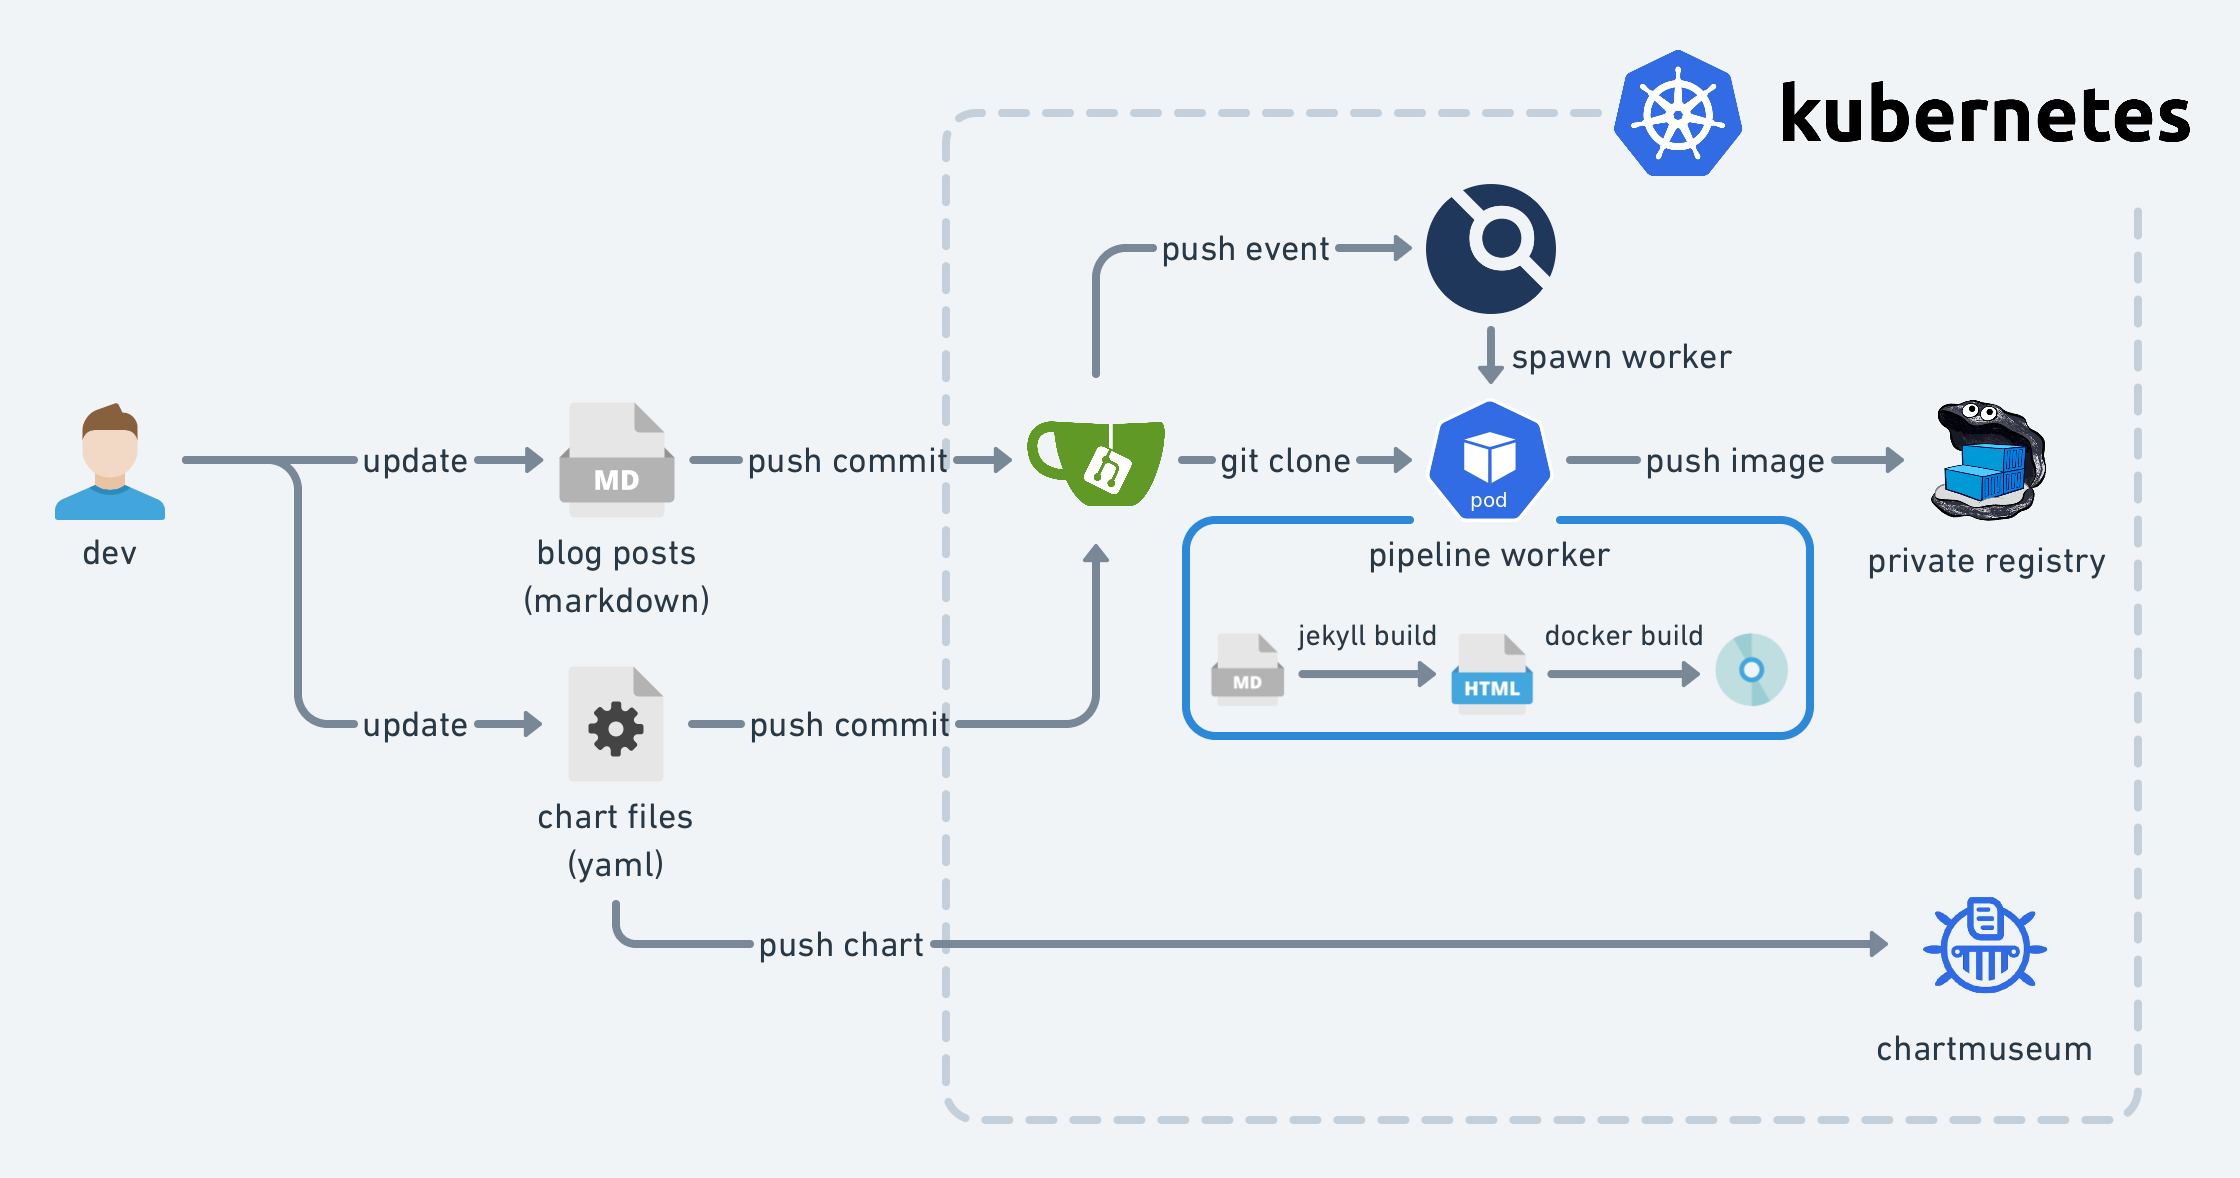 kubernetes
push event
spawn worker
update
MD
push commit
git clone
pod
push image
dev
blog posts
(markdown)
pipeline worker
private registry
jekyll build
docker build
MD
HTML
update
push commit
chart files
(yaml)
push chart
chartmuseum